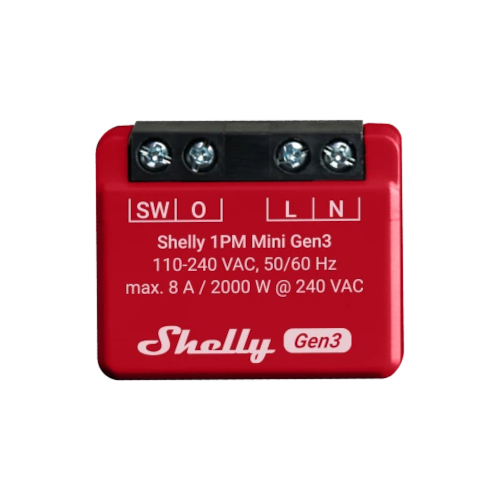 SW O L N
Shelly 1PM Mini Gen3
110-240 VAC, 50/60 Hz
max. 8 A / 2000 W @ 240 VAC
Shelly Gen3